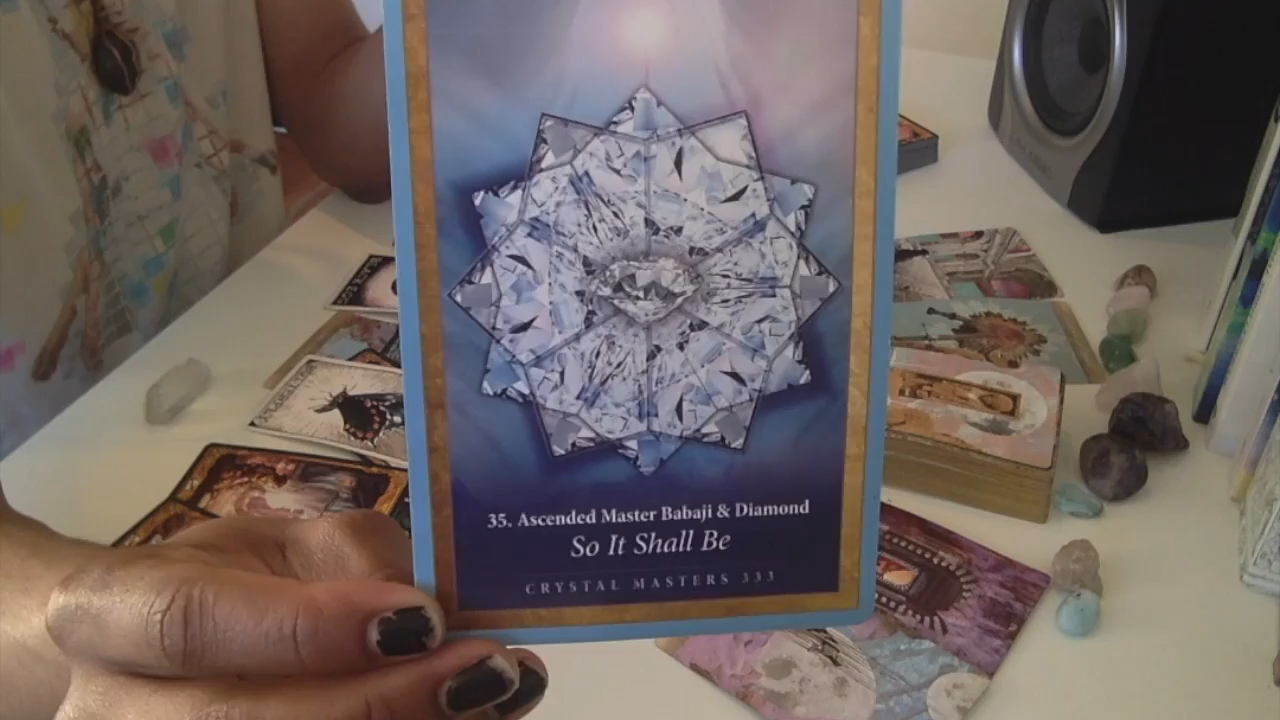 35. Ascended Master Babaji & Diamond
So It Shall Be
CRYSTAL MASTERS 333